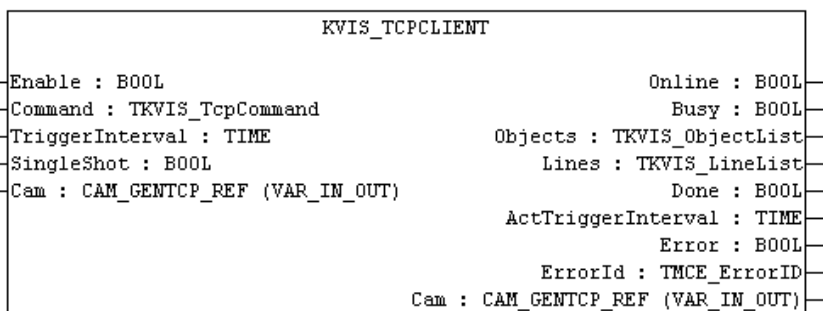 KVIS_TCPCLIENT
Enable : BOOL Online : BOOL
Command : TKVIS_TcpCommand Busy : BOOL
TriggerInterval : TIME Objects : TKVIS_ObjectList
SingleShot : BOOL Lines : TKVIS_LineList
Cam : CAM_GENTCP_REF (VAR_IN_OUT) Done : BOOL
ActTriggerInterval : TIME
Error : BOOL
ErrorId : TMCE_ErrorID
Cam : CAM_GENTCP_REF (VAR_IN_OUT)